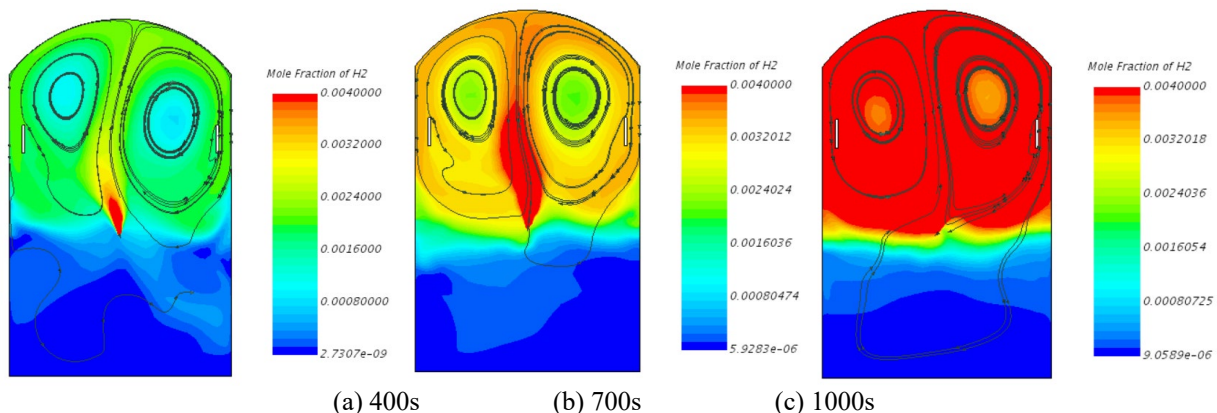 Mole Fraction of H2
0.0040000
0.0032000
0.0024000
0.0016000
0.00080000
2.7307e-09
Mole Fraction of H2
0.0040000
0.0032012
0.0024024
0.0016036
0.00080474
5.9283e-06
Mole Fraction of H2
0.0040000
0.0032018
0.0024036
0.0016054
0.00080725
9.0589e-06
(a) 400s (b) 700s (c) 1000s